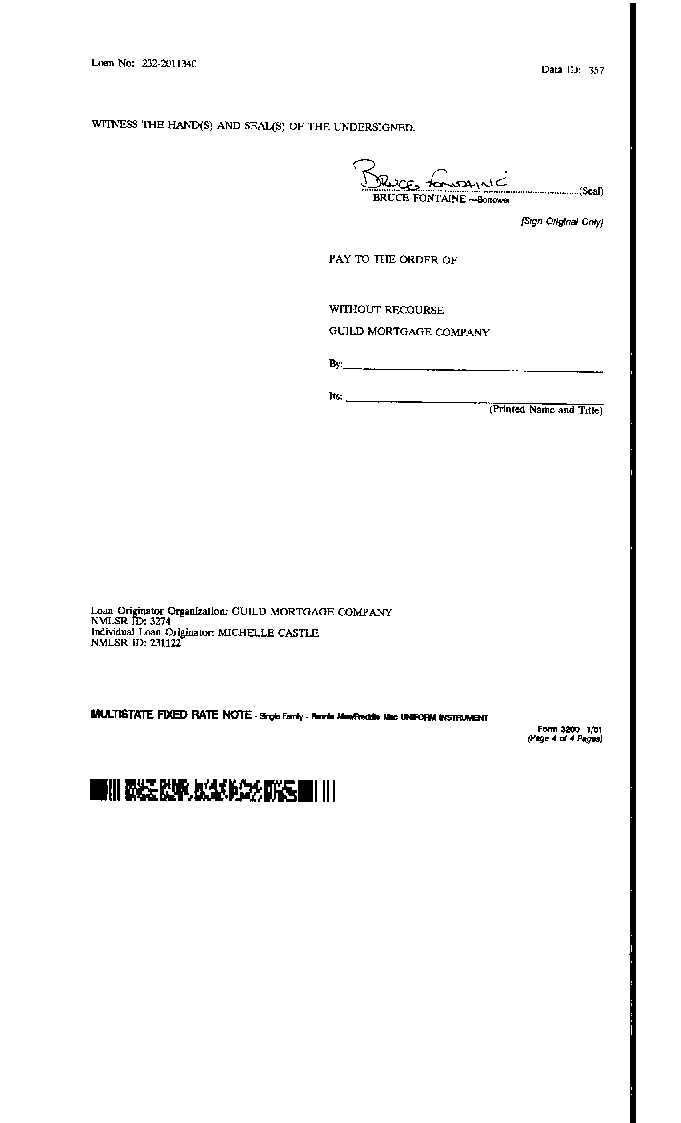 Loan No: 232-2011340
Data ID: 357
WITNESS THE HAND(S) AND SEAL(S) OF THE UNDERSIGNED.
BRUCE FONTAINE
(Seal)
BRUCE FONTAINE —Borrower
[Sign Original Only]
PAY TO THE ORDER OF
WITHOUT RECOURSE
GUILD MORTGAGE COMPANY
By:
Its:
(Printed Name and Title)
Loan Originator Organization: GUILD MORTGAGE COMPANY
NMLSR ID: 3274
Individual Loan Originator: MICHELLE CASTLE
NMLSR ID: 231122
MULTISTATE FIXED RATE NOTE - Single Family - Fannie Mae/Freddie Mac UNIFORM INSTRUMENT
Form 3200 1/01
(Page 4 of 4 Pages)